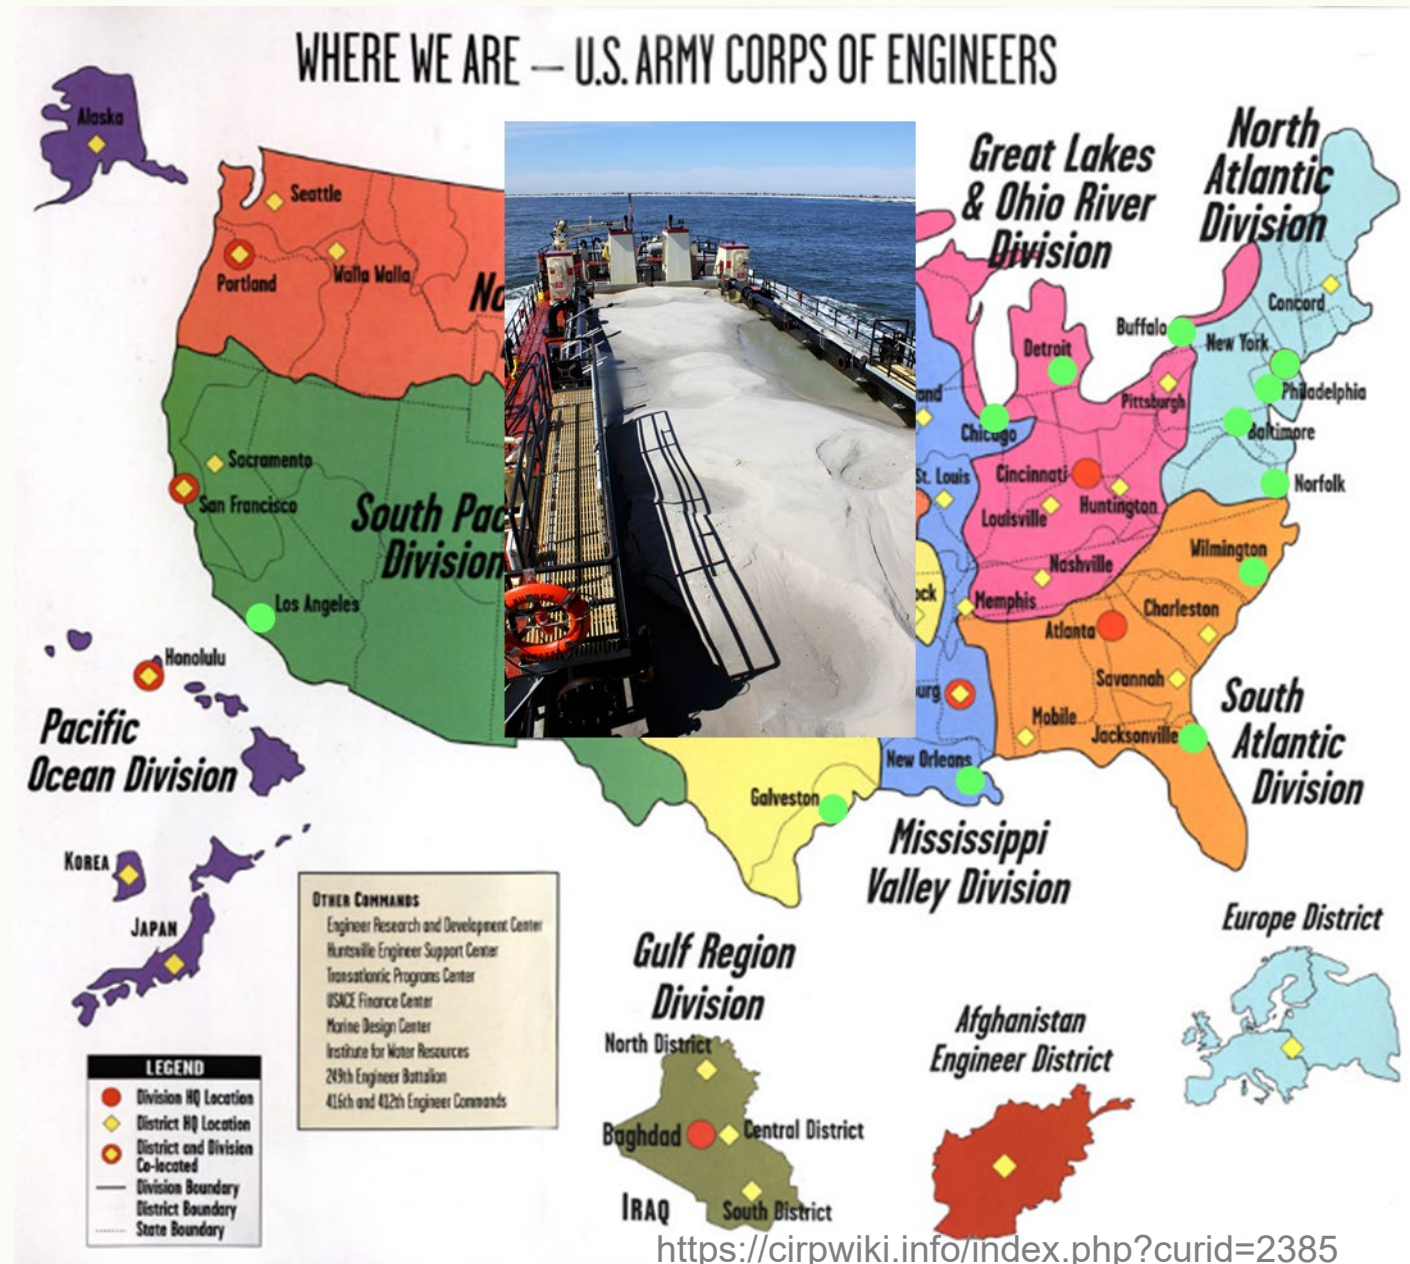 WHERE WE ARE – U.S. ARMY CORPS OF ENGINEERS
Alaska
Seattle
Portland
Walla Walla
No
Sacramento
San Francisco
South Pac
Division
Los Angeles
Honolulu
Pacific
Ocean Division
KOREA
JAPAN
Great Lakes
& Ohio River
Division
North
Atlantic
Division
Concord
Buffalo
New York
Detroit
Philadelphia
Pittsburgh
and
Chicago
Baltimore
St. Louis
Cincinnati
Norfolk
Louisville
Huntington
Wilmington
Nashville
ock
Memphis
Charleston
Atlanta
Savannah
urg
Mobile
Jacksonville
South
Atlantic
Division
New Orleans
Galveston
Mississippi
Valley Division
OTHER COMMANDS
Engineer Research and Development Center
Huntsville Engineer Support Center
Transatlantic Programs Center
USACE Finance Center
Marine Design Center
Institute for Water Resources
249th Engineer Battalion
416th and 412th Engineer Commands
Gulf Region
Division
North District
Baghdad
Central District
IRAQ
South District
Afghanistan
Engineer District
Europe District
LEGEND
Division HQ Location
District HQ Location
District and Division
Co-located
Division Boundary
District Boundary
State Boundary
https://cirpwiki.info/index.php?curid=2385